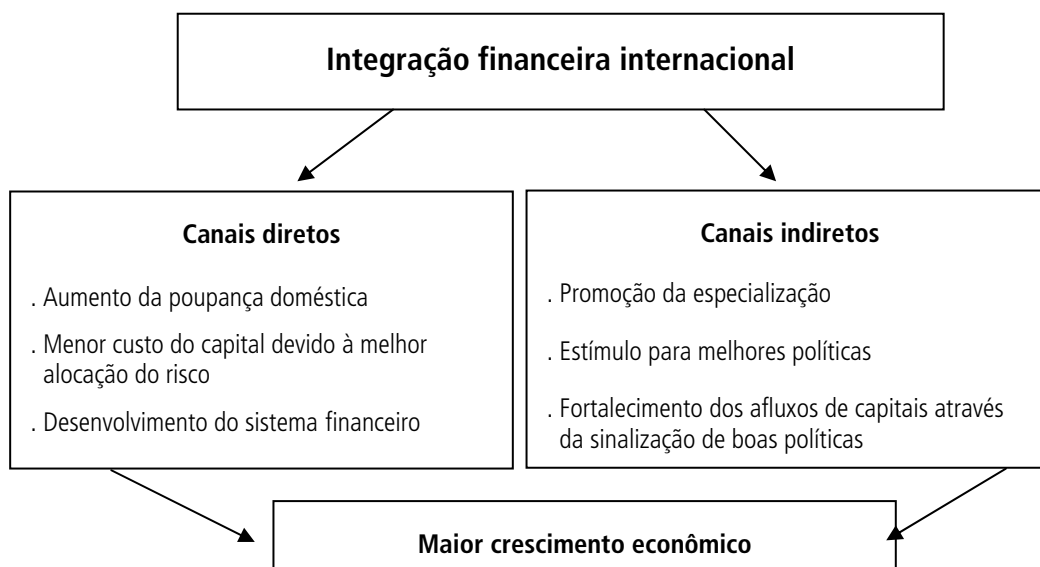 Integração financeira internacional
Canais diretos
. Aumento da poupança doméstica
. Menor custo do capital devido à melhor
alocação do risco
. Desenvolvimento do sistema financeiro
Canais indiretos
. Promoção da especialização
. Estímulo para melhores políticas
. Fortalecimento dos afluxos de capitais através
da sinalização de boas políticas
Maior crescimento econômico